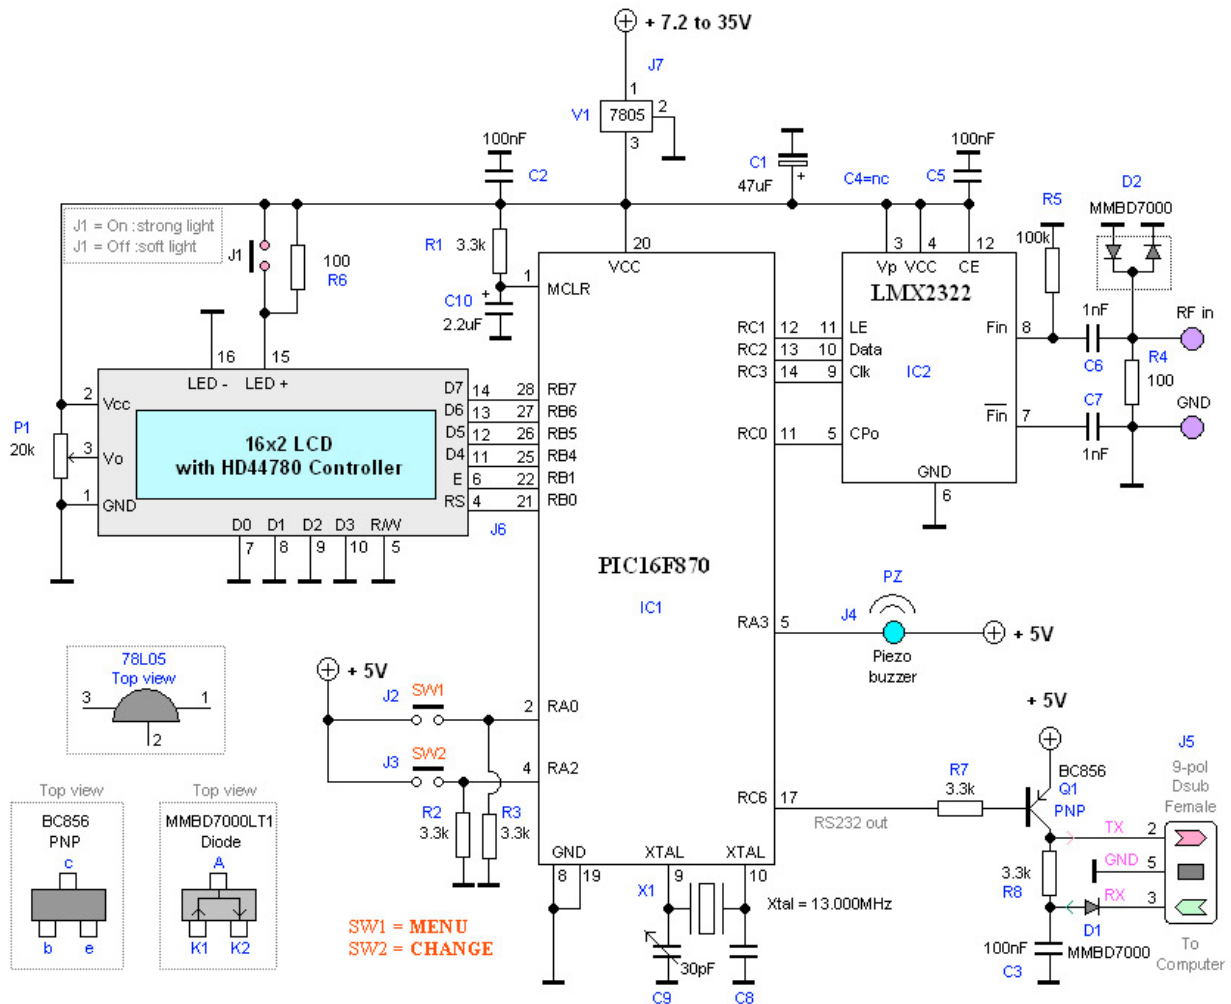 + 7.2 to 35V
J7
1
V1
7805
2
3
100nF
C2
C1
47uF
+
C4=nc
100nF
C5
D2
MMBD7000
J1 = On :strong light
J1 = Off :soft light
J1
100
R6
R1
3.3k
C10
+
2.2uF
1
MCLR
20
VCC
3
4
12
Vp
VCC
CE
LMX2322
R5
100k
1nF
C6
RF in
R4
100
C7
1nF
GND
Fin
8
Fin
7
RC1
12
11
LE
RC2
13
10
Data
RC3
14
9
Clk
IC2
RC0
11
5
CPo
GND
6
16
15
LED -
LED +
2
Vcc
P1
20k
3
Vo
1
GND
16x2 LCD
with HD44780 Controller
D7
14
28
RB7
D6
13
27
RB6
D5
12
26
RB5
D4
11
25
RB4
E
6
22
RB1
RS
4
21
RB0
J6
D0
D1
D2
D3
R/W
7
8
9
10
5
PIC16F870
IC1
RA3
5
J4
PZ
Piezo
buzzer
+ 5V
78L05
Top view
3
1
2
+ 5V
J2
SW1
2
RA0
J3
SW2
4
RA2
R2
3.3k
R3
3.3k
RC6
17
RS232 out
R7
3.3k
+ 5V
BC856
Q1
PNP
J5
9-pol
Dsub
Female
TX
2
GND
5
RX
3
3.3k
R8
D1
MMBD7000
100nF
C3
To
Computer
Top view
BC856
PNP
c
b
e
Top view
MMBD7000LT1
Diode
A
K1
K2
GND
8
19
XTAL
9
XTAL
10
X1
Xtal = 13.000MHz
30pF
C9
C8
SW1 = MENU
SW2 = CHANGE